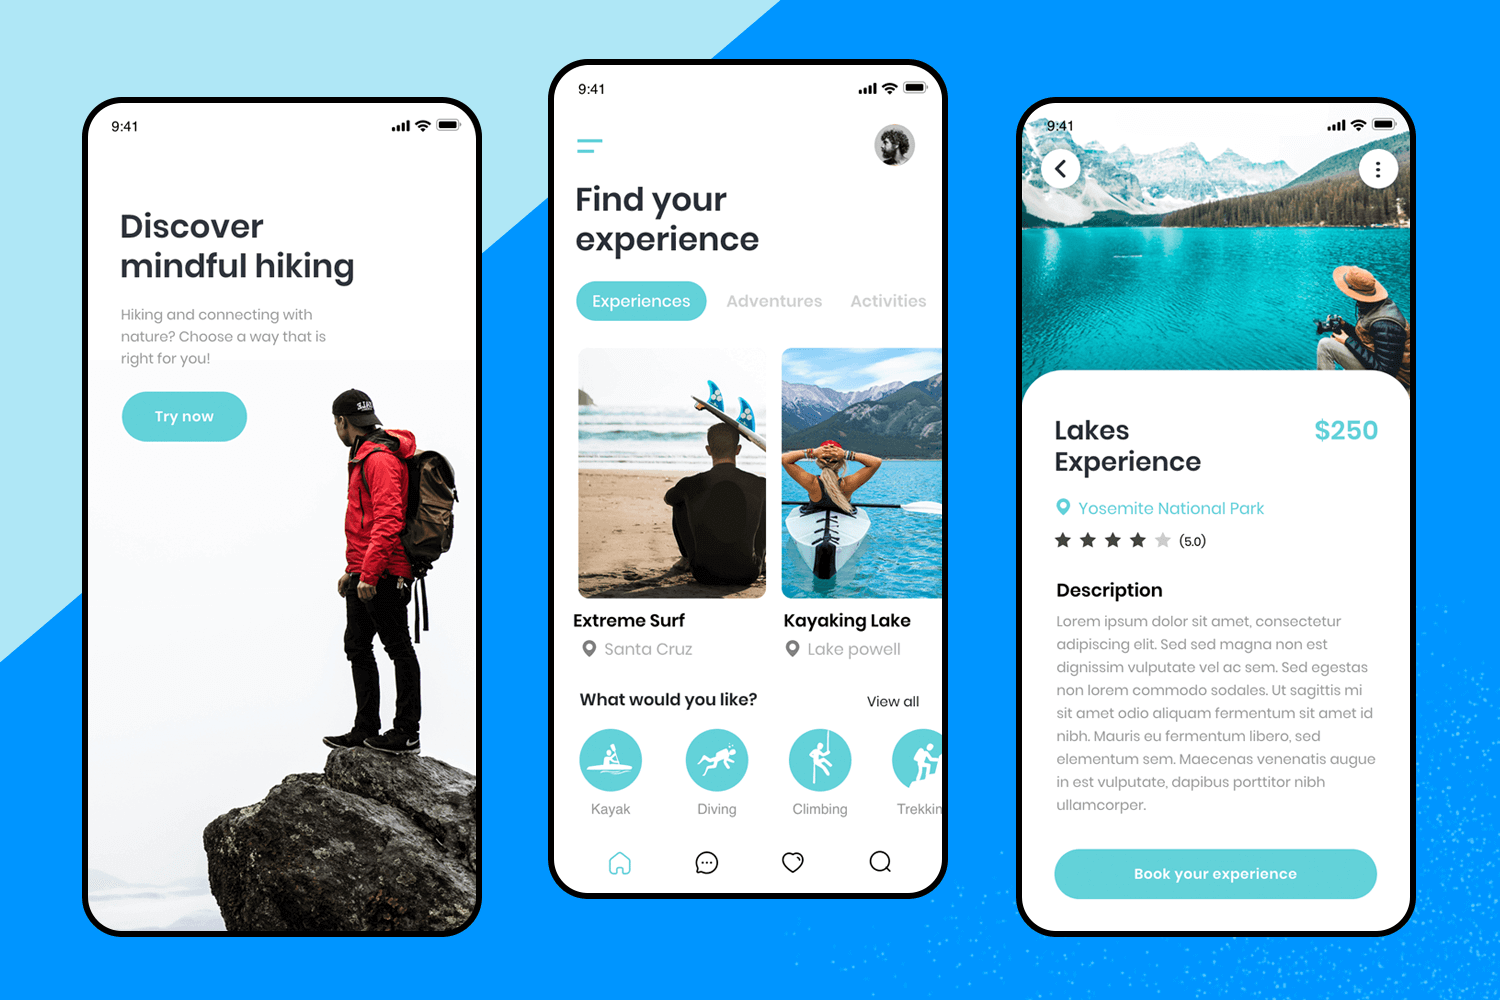 9:41
Discover
mindful hiking
Hiking and connecting with
nature? Choose a way that is
right for you!
Try now
9:41
Find your
experience
Experiences Adventures Activities
Extreme Surf
Santa Cruz
Kayaking Lake
Lake powell
What would you like? View all
Kayak Diving Climbing Trekkin
9:41
Lakes
Experience
$250
Yosemite National Park
(5.0)
Description
Lorem ipsum dolor sit amet, consectetur
adipiscing elit. Sed sed magna non est
dignissim vulputate vel ac sem. Sed egestas
non lorem commodo sodales. Ut sagittis mi
sit amet odio aliquam fermentum sit amet id
nibh. Mauris eu fermentum libero, sed
elementum sem. Maecenas venenatis augue
in est vulputate, dapibus porttitor nibh
ullamcorper.
Book your experience